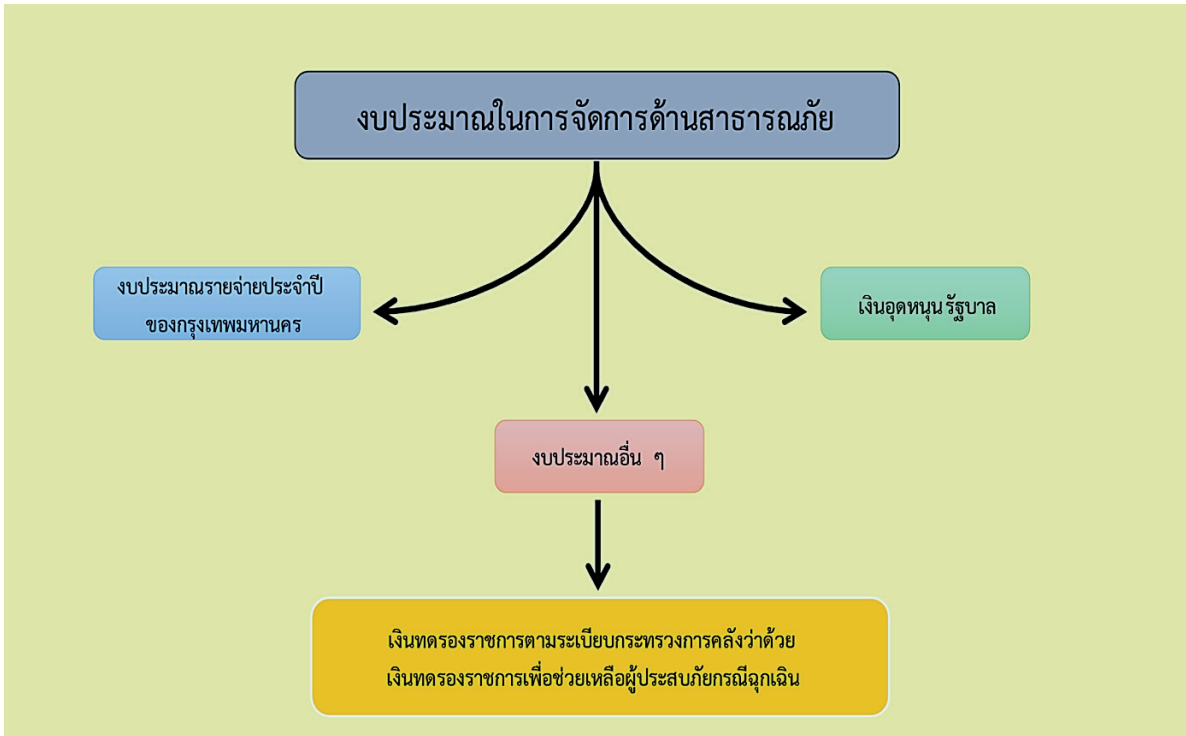 งบประมาณในการจัดการด้านสาธารณภัย
งบประมาณรายจ่ายประจำปี
ของกรุงเทพมหานคร
เงินอุดหนุนรัฐบาล
งบประมาณอื่น ๆ
เงินทดรองราชการตามระเบียบกระทรวงการคลังว่าด้วย
เงินทดรองราชการเพื่อช่วยเหลือผู้ประสบภัยกรณีฉุกเฉิน